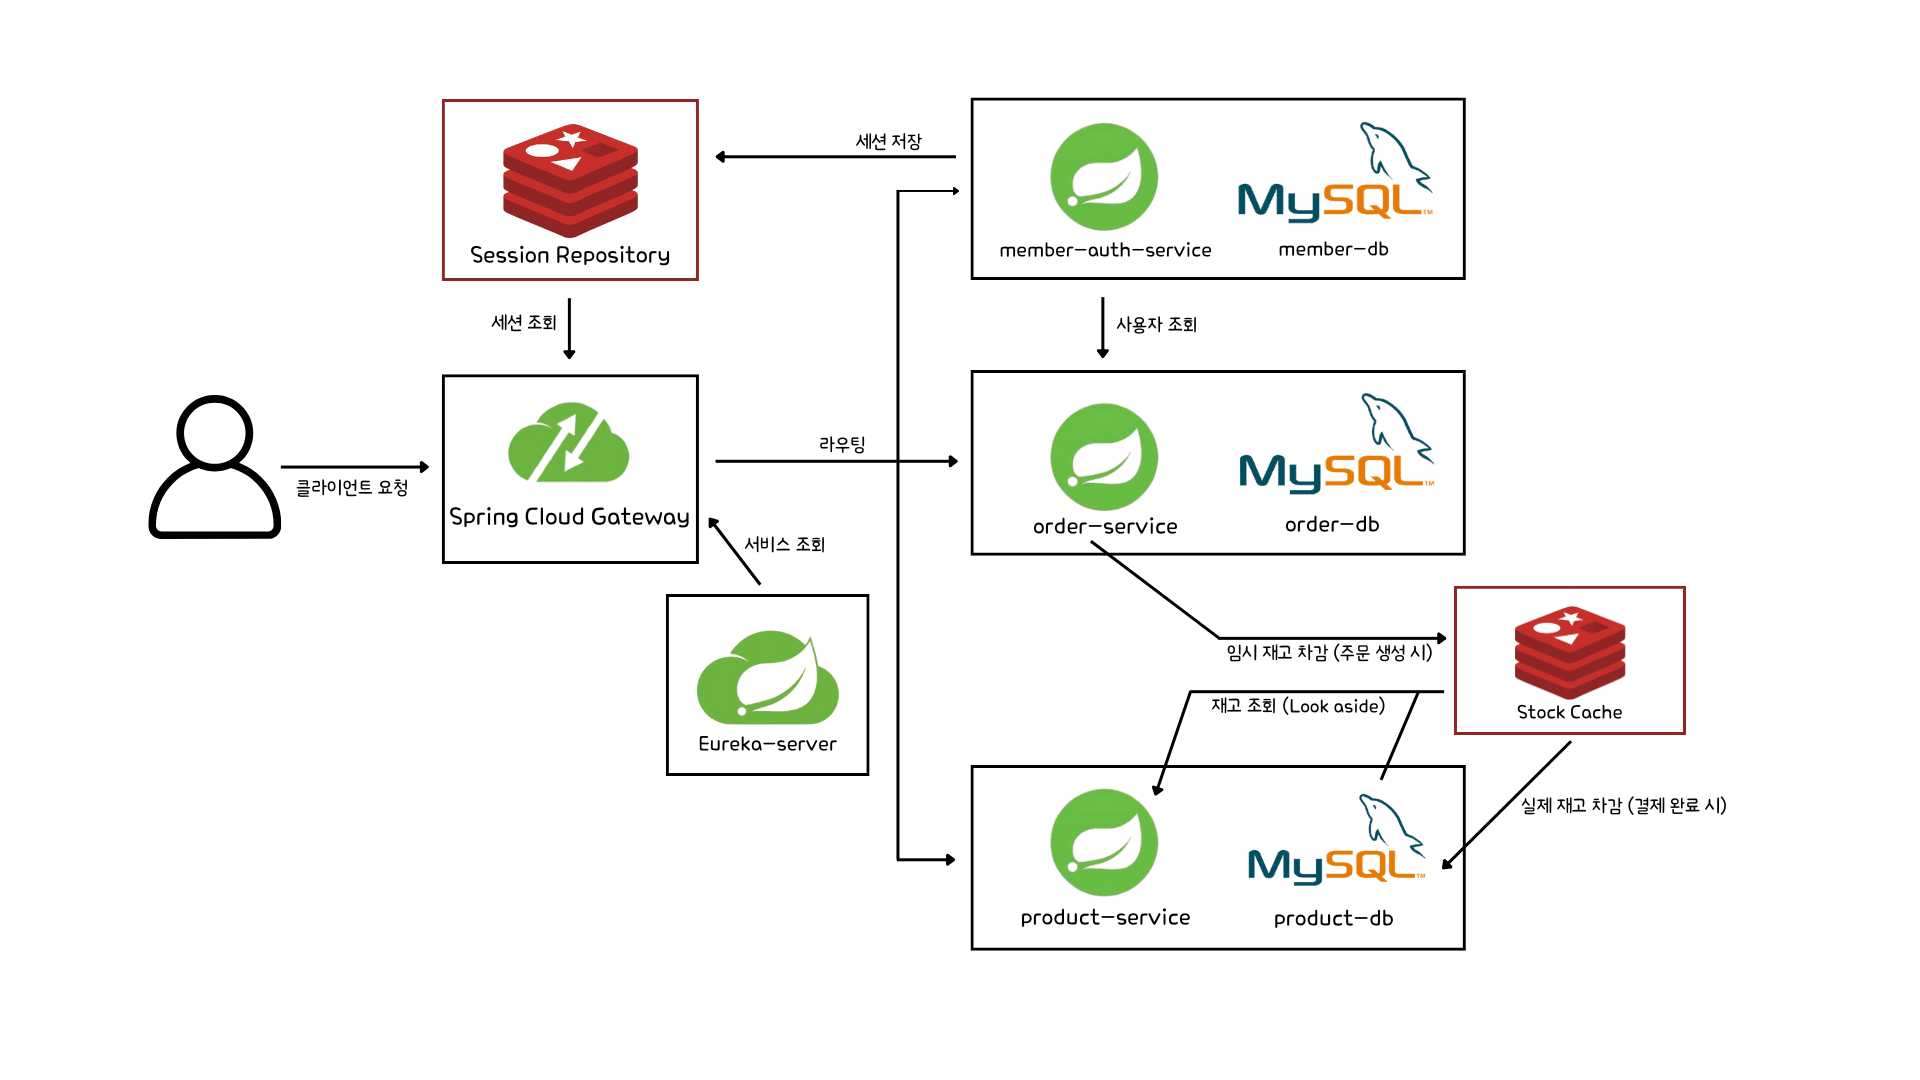 세션 저장
Session Repository
member-auth-service
MySQL™
member-db
세션 조회
사용자 조회
클라이언트 요청
Spring Cloud Gateway
라우팅
서비스 조회
order-service
MySQL™
order-db
Eureka-server
임시 재고 차감 (주문 생성 시)
재고 조회 (Look aside)
Stock Cache
실제 재고 차감 (결제 완료 시)
product-service
MySQL™
product-db